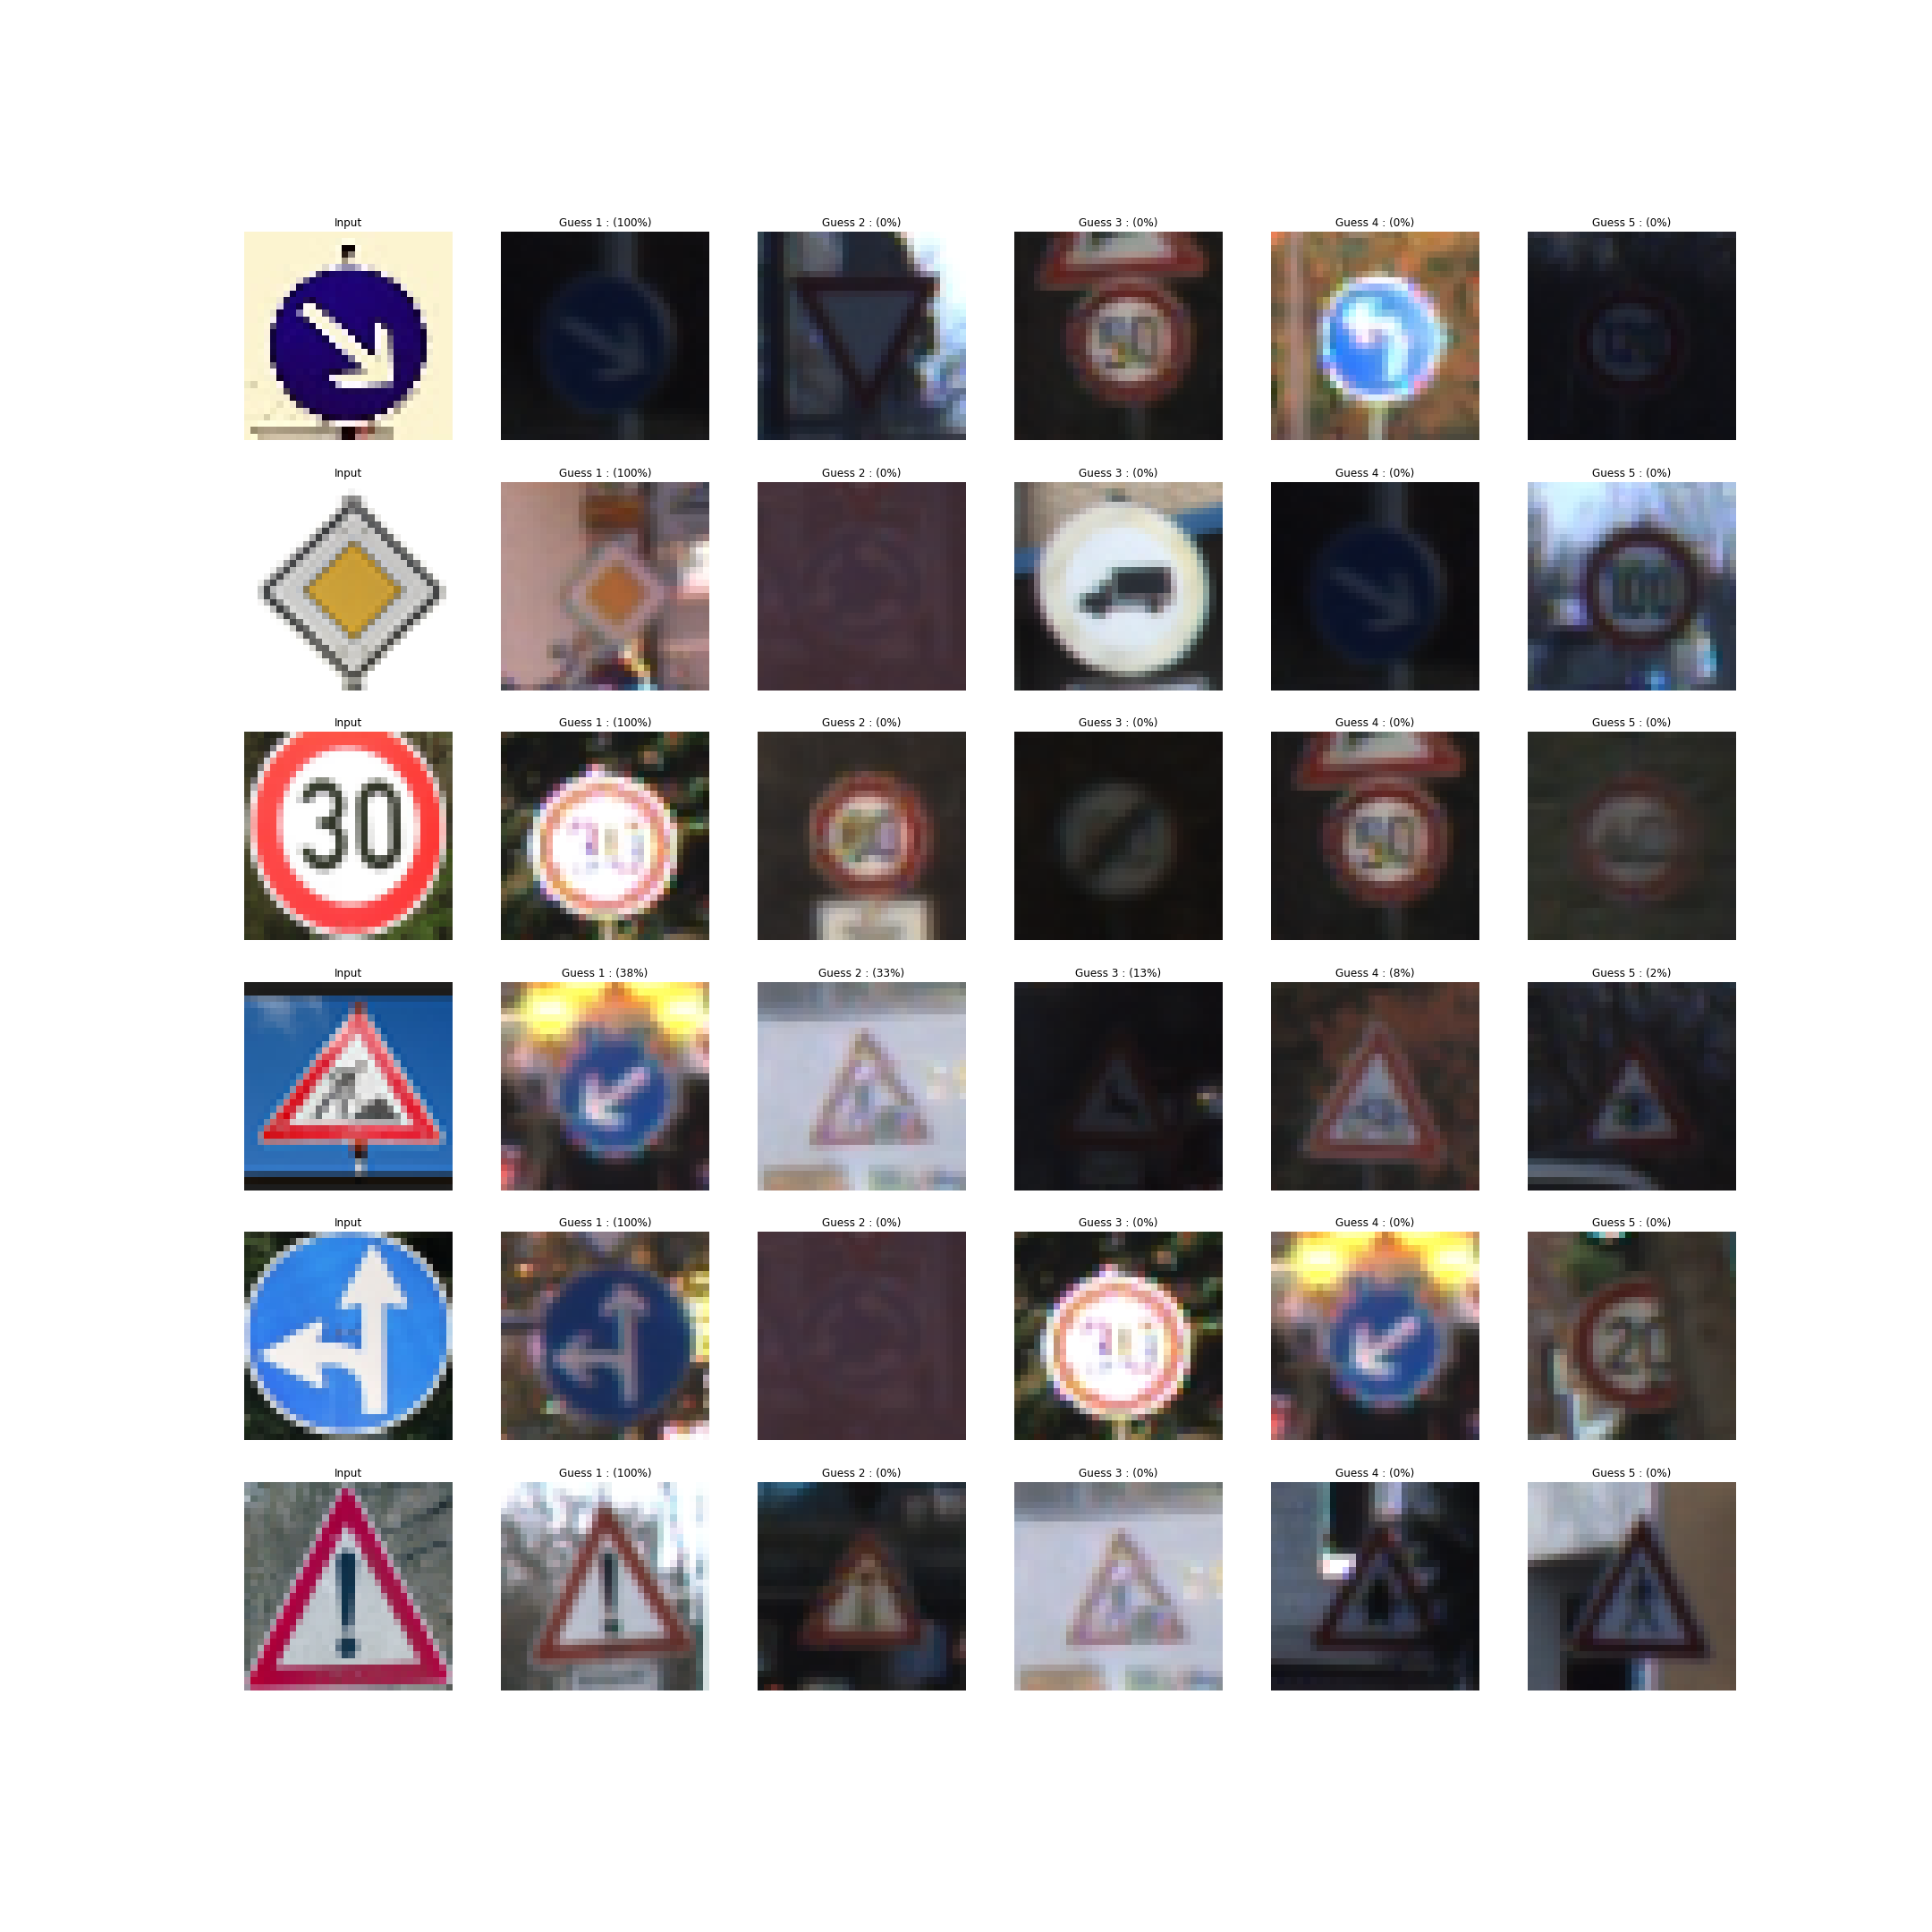 Input
Guess 1 : (100%)
Guess 2 : (0%)
Guess 3 : (0%)
Guess 4 : (0%)
Guess 5 : (0%)
Input
Guess 1 : (100%)
Guess 2 : (0%)
Guess 3 : (0%)
Guess 4 : (0%)
Guess 5 : (0%)
100
Input
Guess 1 : (100%)
Guess 2 : (0%)
Guess 3 : (0%)
Guess 4 : (0%)
Guess 5 : (0%)
30
Input
Guess 1 : (38%)
Guess 2 : (33%)
Guess 3 : (13%)
Guess 4 : (8%)
Guess 5 : (2%)
Input
Guess 1 : (100%)
Guess 2 : (0%)
Guess 3 : (0%)
Guess 4 : (0%)
Guess 5 : (0%)
Input
Guess 1 : (100%)
Guess 2 : (0%)
Guess 3 : (0%)
Guess 4 : (0%)
Guess 5 : (0%)